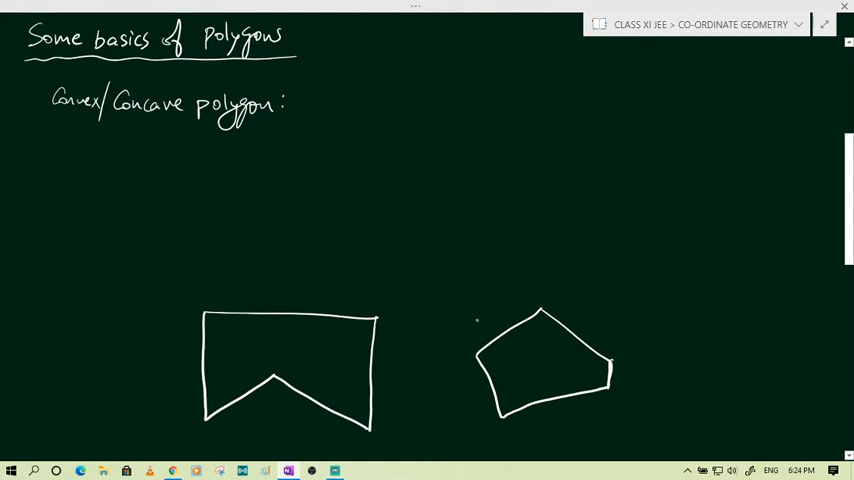 CLASS XI JEE > CO-ORDINATE GEOMETRY
Some basics of polygons
Convex/Concave polygon:
ENG 6:24 PM